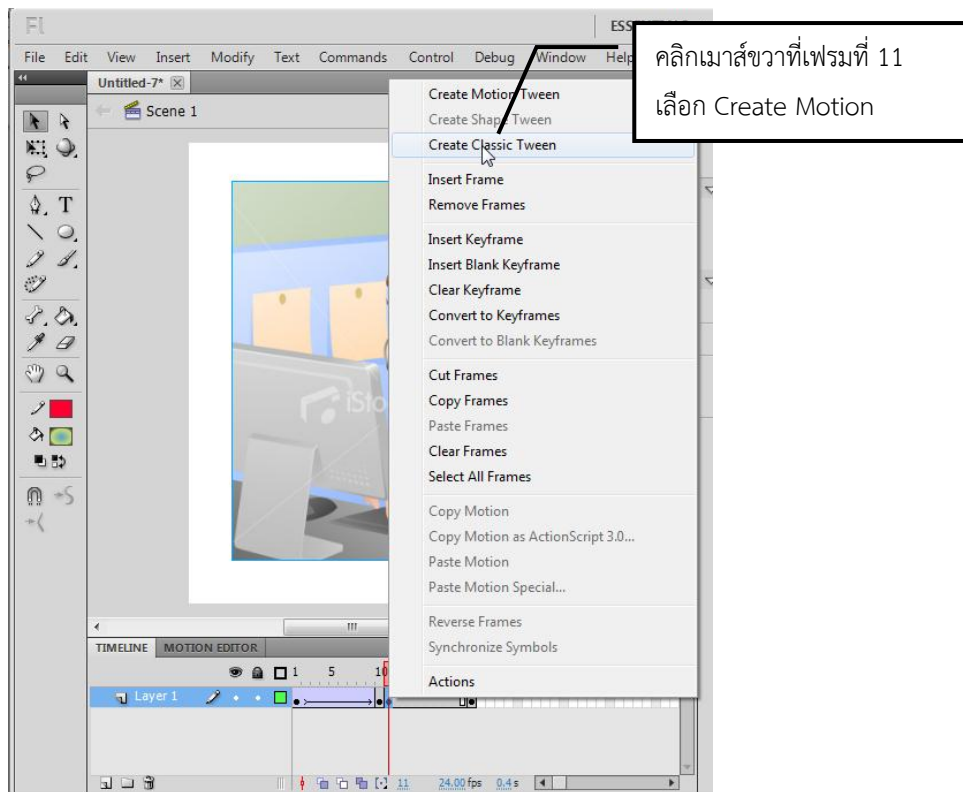 Fl
File Edit View Insert Modify Text Commands Control Debug Window Help
คลิกเมาส์ขวาที่เฟรมที่ 11
เลือก Create Motion
Untitled-7*
Scene 1
Create Motion Tween
Create Shape Tween
Create Classic Tween
Insert Frame
Remove Frames
Insert Keyframe
Insert Blank Keyframe
Clear Keyframe
Convert to Keyframes
Convert to Blank Keyframes
Cut Frames
Copy Frames
Paste Frames
Clear Frames
Select All Frames
Copy Motion
Copy Motion as ActionScript 3.0...
Paste Motion
Paste Motion Special...
Reverse Frames
Synchronize Symbols
Actions
iSto
TIMELINE MOTION EDITOR
1 5 10
Layer 1
11 24.00 fps 0.4 s